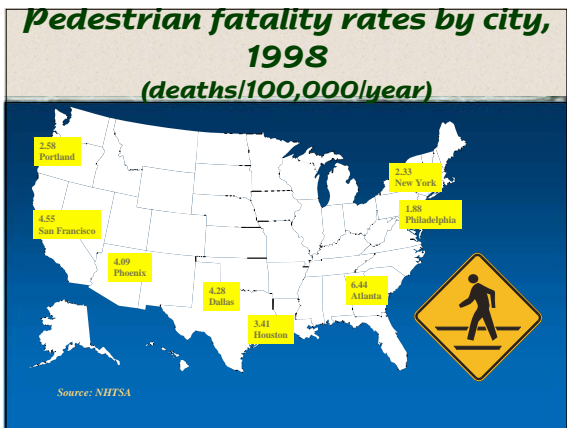 Pedestrian fatality rates by city,
1998
(deaths/100,000/year)
2.58
Portland
2.33
New York
1.88
Philadelphia
4.55
San Francisco
4.09
Phoenix
4.28
Dallas
6.44
Atlanta
3.41
Houston
Source: NHTSA